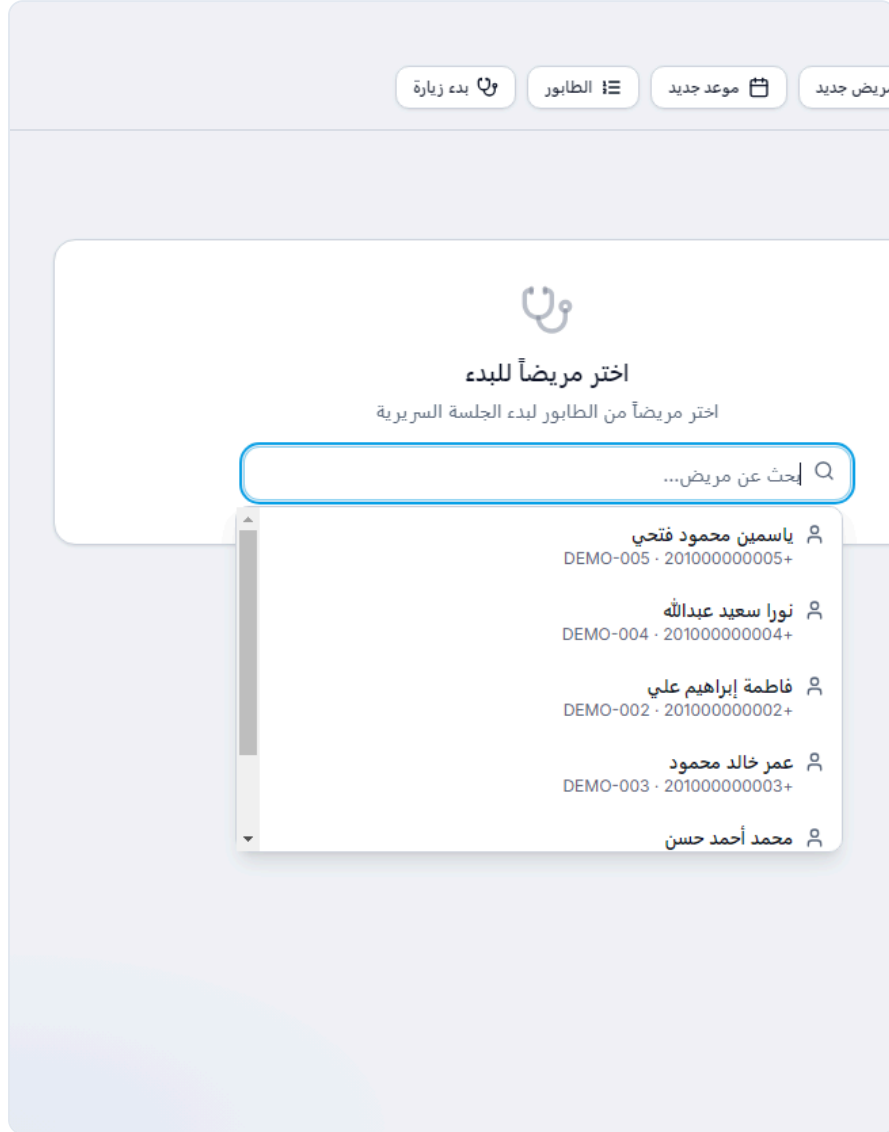 مريض جديد
موعد جديد
الطابور
بدء زيارة
اختر مريضاً للبدء
اختر مريضاً من الطابور لبدء الجلسة السريرية
بحث عن مريض...
ياسمين محمود فتحي
DEMO-005 · 201000000005+
نورا سعيد عبدالله
DEMO-004 · 201000000004+
فاطمة إبراهيم علي
DEMO-002 · 201000000002+
عمر خالد محمود
DEMO-003 · 201000000003+
محمد أحمد حسن